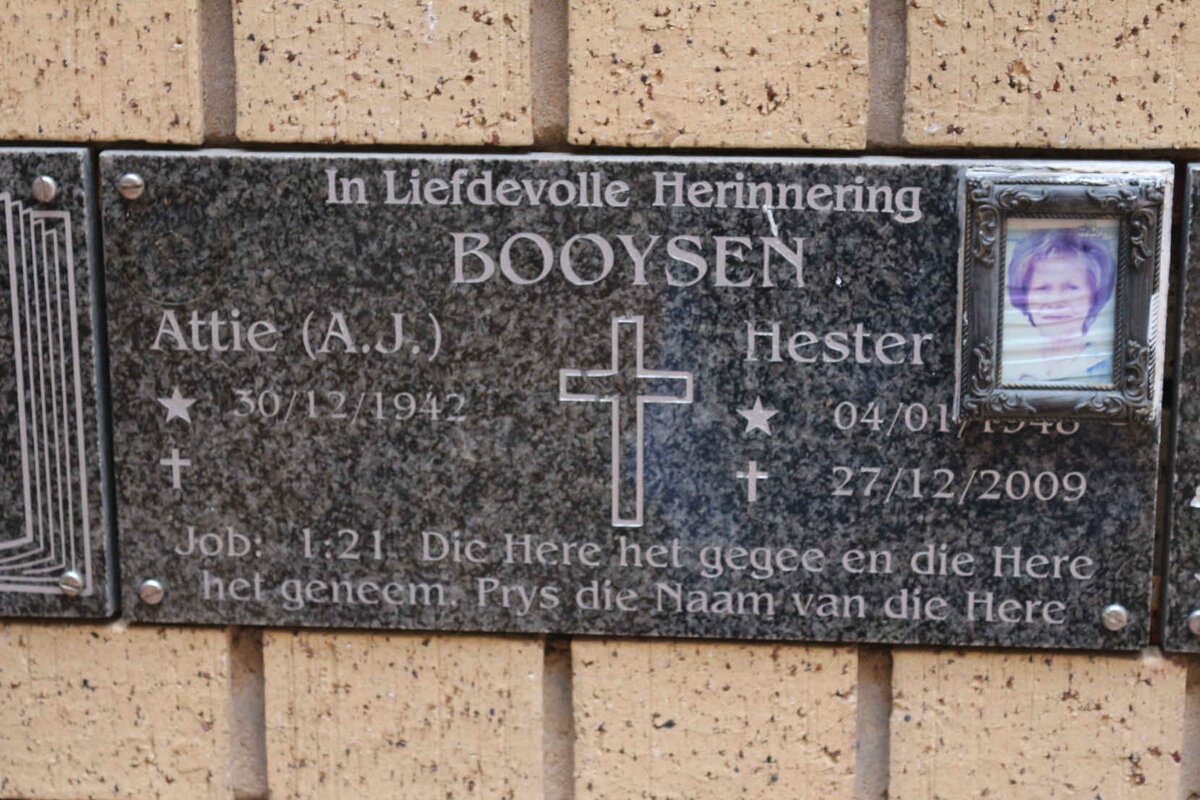 In Liefdevolle Herinnering
BOOYSEN
Attie (A.J.) Hester
30/12/1942 04/01/1948
27/12/2009
Job: 1:21 Die Here het gegee en die Here
het geneem. Prys die Naam van die Here